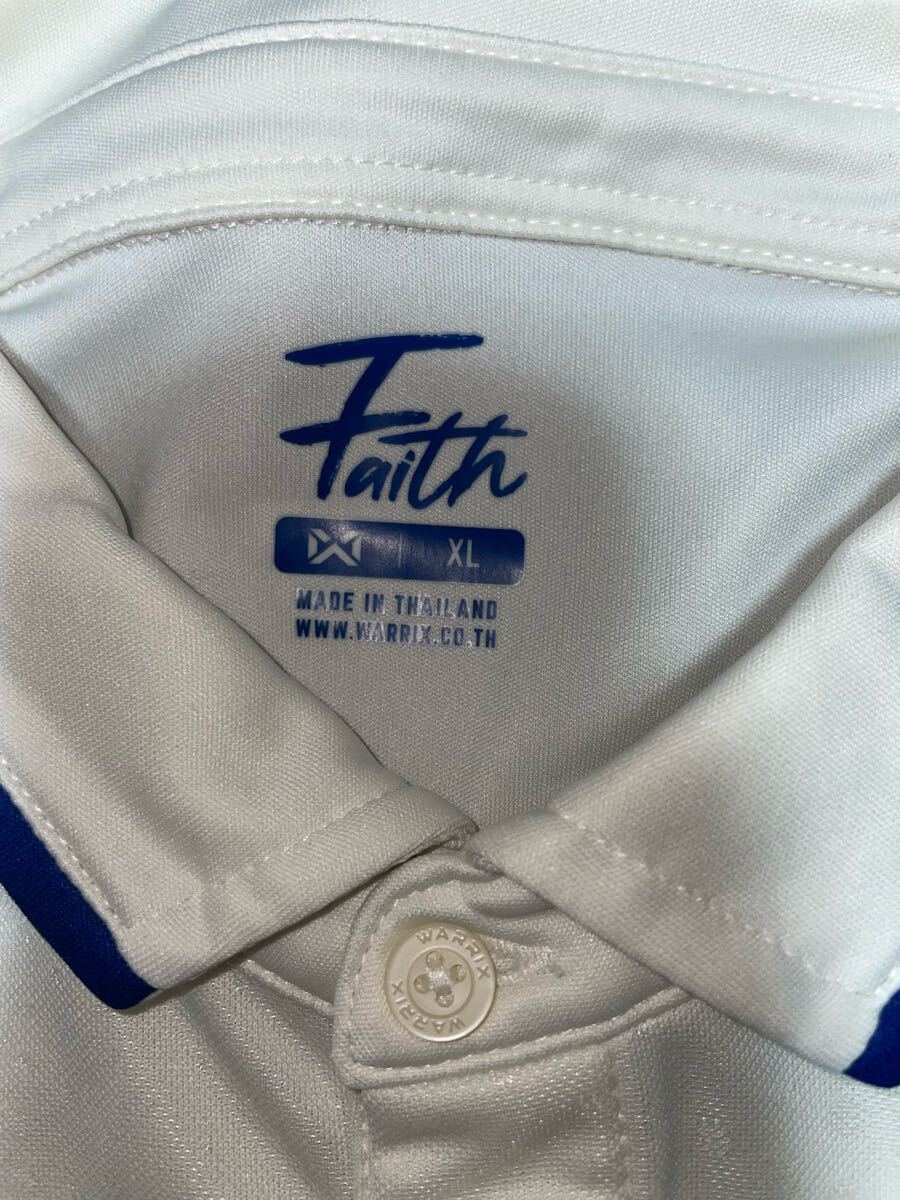 Faith
XL
MADE IN THAILAND
WWW.WARRIX.CO.TH
WARRIX
WARRIX